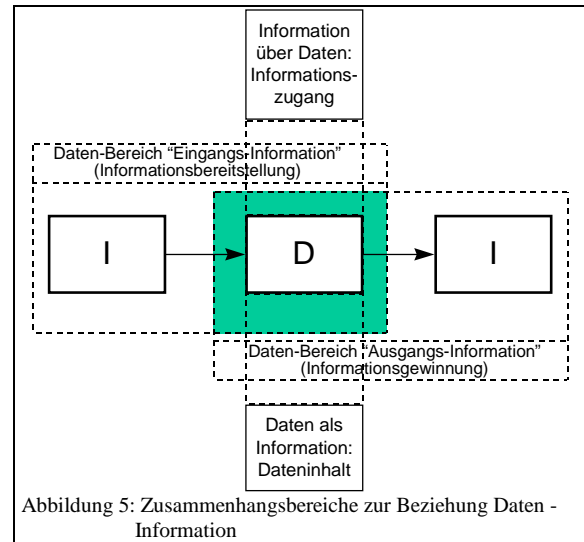 Information
über Daten:
Informations-
zugang
Daten-Bereich “Eingangs-Information”
(Informationsbereitstellung)
I
D
I
Daten-Bereich “Ausgangs-Information”
(Informationsgewinnung)
Daten als
Information:
Dateninhalt
Abbildung 5: Zusammenhangsbereiche zur Beziehung Daten -
Information